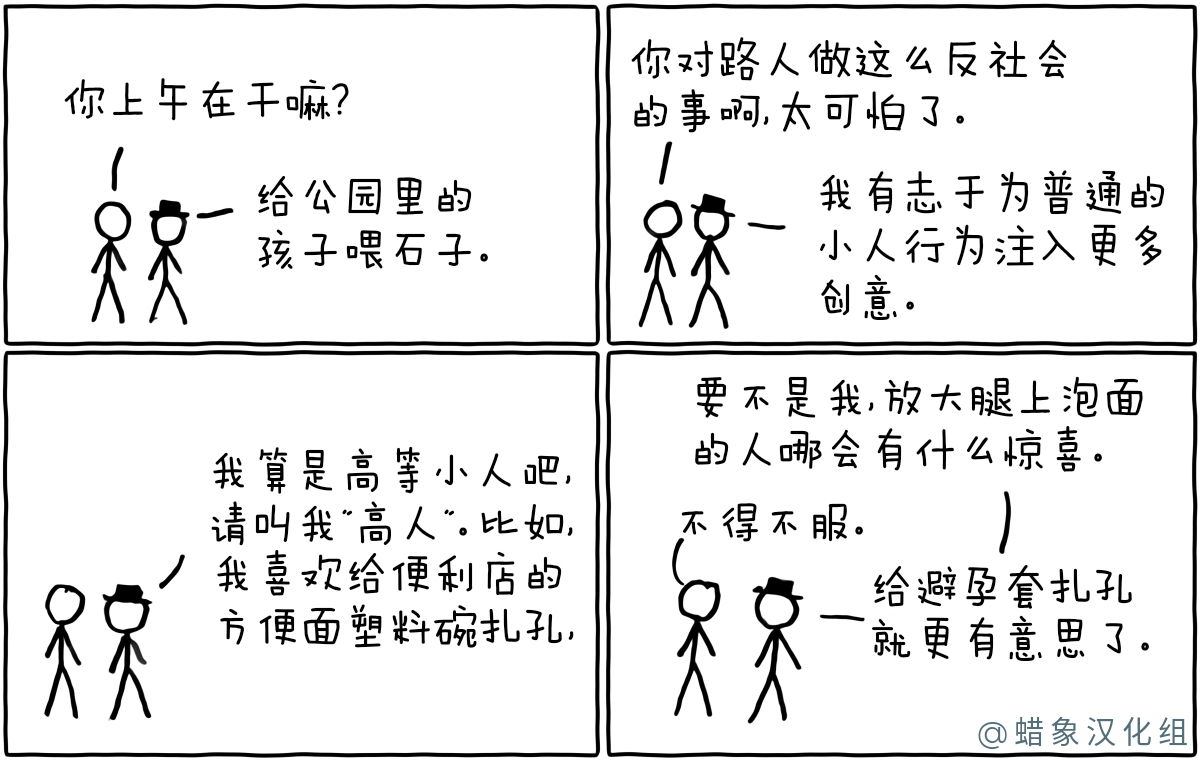 你上午在干嘛?
给公园里的
孩子喂石子。
你对路人做这么反社会
的事啊,太可怕了。
我有志于为普通的
小人行为注入更多
创意。
我算是高等小人吧,
请叫我“高人”。比如,
我喜欢给便利店的
方便面塑料碗扎孔,
要不是我,放大腿上泡面
的人哪会有什么惊喜。
不得不服。
给避孕套扎孔
就更有意思了。
@蜡象汉化组